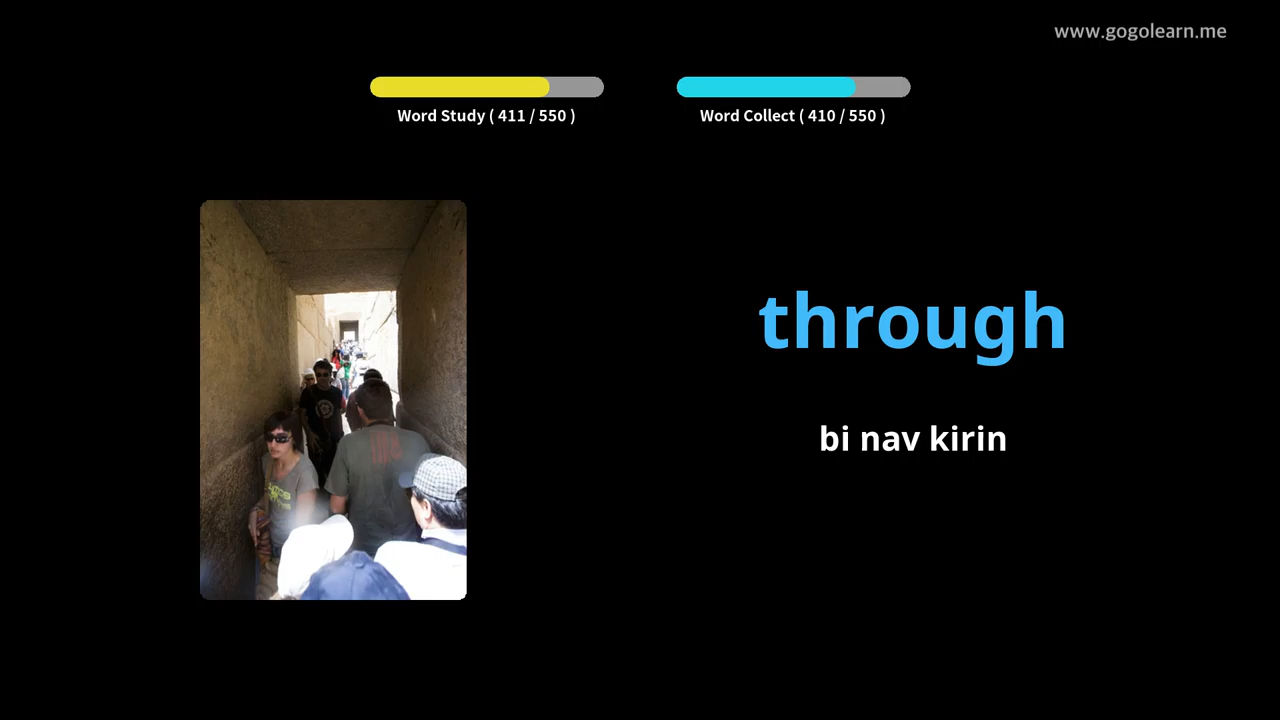 www.gogolearn.me
Word Study ( 411 / 550 )
Word Collect ( 410 / 550 )
through
bi nav kirin